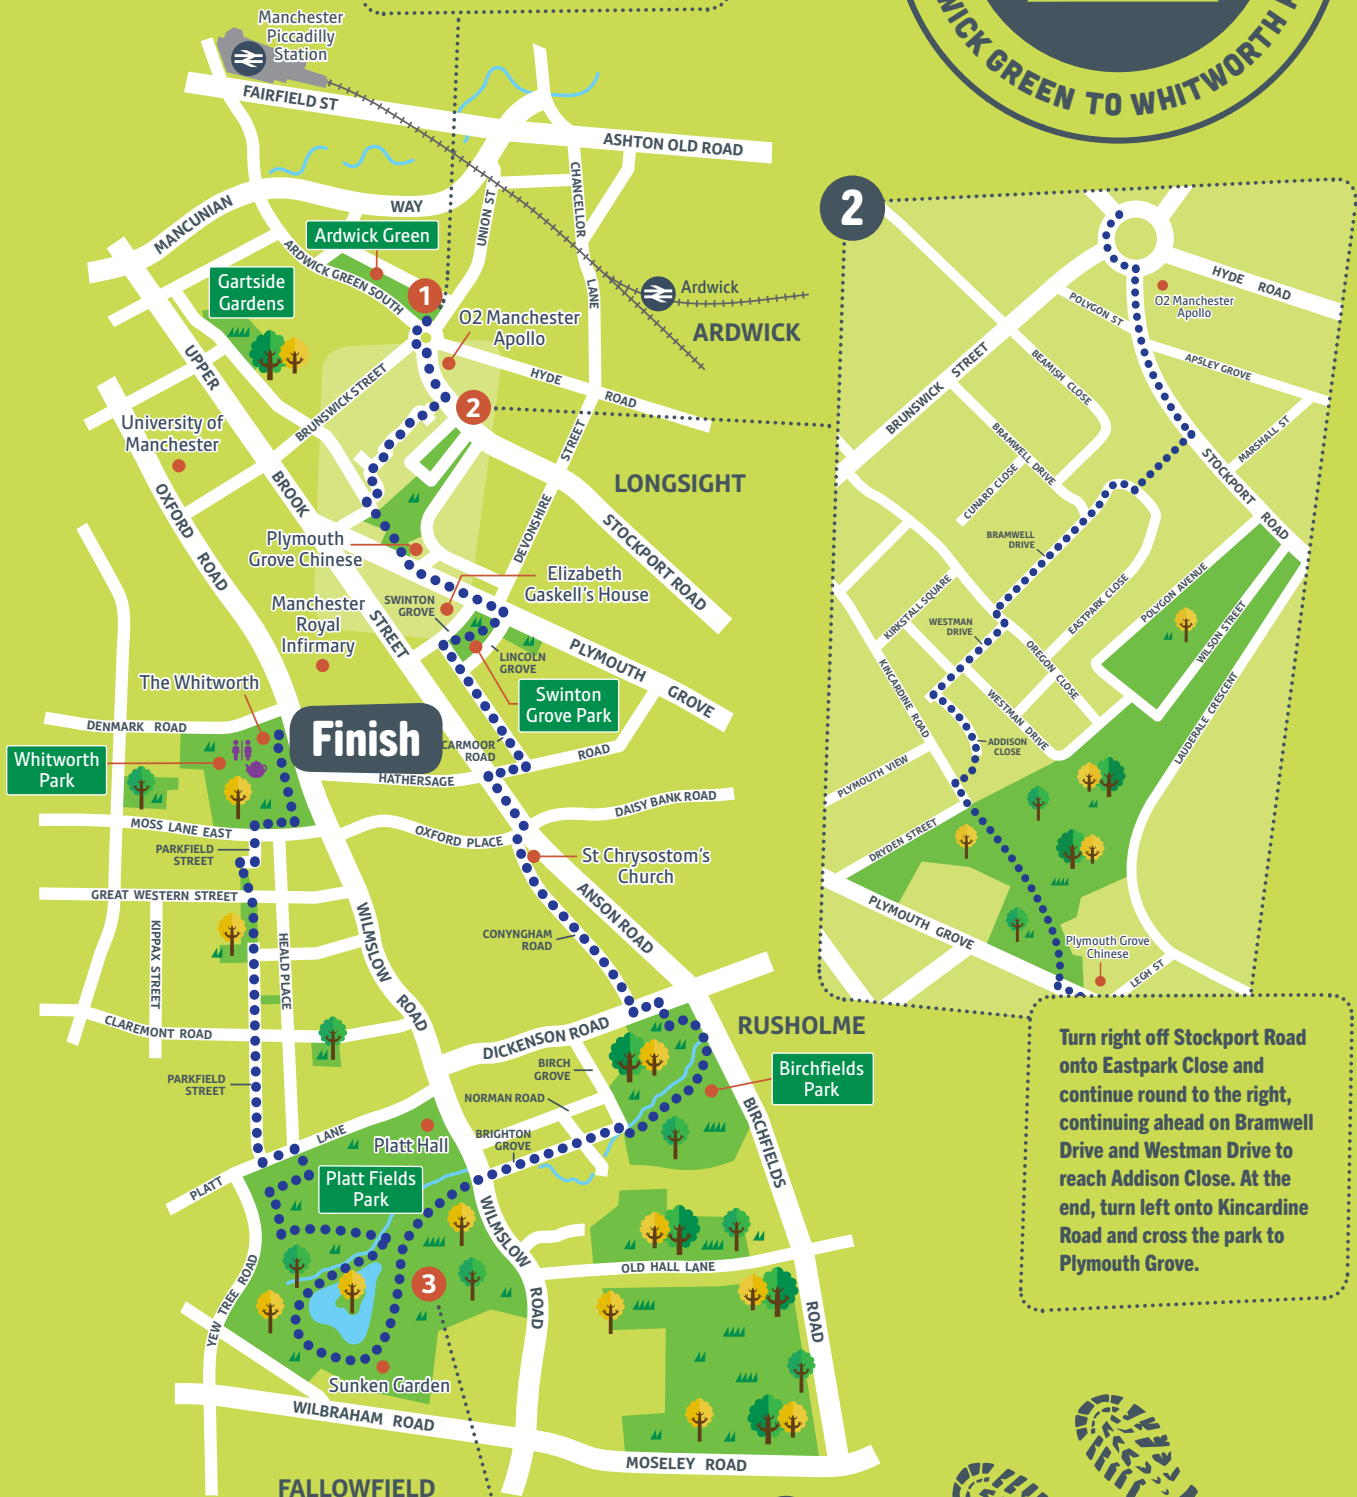 Manchester
Piccadilly
Station
FAIRFIELD ST
ASHTON OLD ROAD
WICK GREEN TO WHITWORTH
MANCUNIAN
WAY
UNION ST
CHANCELLOR
LANE
Ardwick Green
ARDWICK GREEN SOUTH
Gartside
Gardens
1
Ardwick
ARDWICK
O2 Manchester
Apollo
HYDE
ROAD
UPPER
BROOK
STREET
BRUNSWICK STREET
2
University of
Manchester
OXFORD
ROAD
DEVONSHIRE
STREET
LONGSIGHT
STOCKPORT ROAD
Plymouth
Grove Chinese
Elizabeth
Gaskell's House
SWINTON
GROVE
Manchester
Royal
Infirmary
LINCOLN
GROVE
PLYMOUTH
GROVE
Swinton
Grove Park
The Whitworth
DENMARK ROAD
Finish
CARMOOR
ROAD
HATHERSAGE
ROAD
Whitworth
Park
MOSS LANE EAST
OXFORD PLACE
DAISY BANK ROAD
PARKFIELD
STREET
St Chrysostom's
Church
GREAT WESTERN STREET
ANSON ROAD
KIPPAX STREET
HEALD PLACE
WILMSLOW
ROAD
CONYNGHAM
ROAD
CLAREMONT ROAD
DICKENSON ROAD
RUSHOLME
BIRCH
GROVE
Birchfields
Park
PARKFIELD
STREET
NORMAN ROAD
BIRCHFIELDS
ROAD
PLATT
LANE
Platt Hall
BRIGHTON
GROVE
Platt Fields
Park
WILMSLOW
ROAD
YEW TREE ROAD
3
OLD HALL LANE
Sunken Garden
WILBRAHAM ROAD
MOSELEY ROAD
FALLOWFIELD
2
HYDE ROAD
O2 Manchester
Apollo
POLYGON ST
APSLEY GROVE
BRUNSWICK STREET
BEAMISH CLOSE
MARSHALL ST
BRAMWELL DRIVE
CUNARD CLOSE
STOCKPORT ROAD
BRAMWELL
DRIVE
KIRKSTALL SQUARE
WESTMAN
DRIVE
EASTPARK CLOSE
POLYGON AVENUE
WILSON STREET
OREGON CLOSE
KINCARDINE ROAD
WESTMAN DRIVE
LAUDERDALE CRESCENT
ADDISON
CLOSE
PLYMOUTH VIEW
DRYDEN STREET
PLYMOUTH GROVE
Plymouth Grove
Chinese
LEGH ST
Turn right off Stockport Road
onto Eastpark Close and
continue round to the right,
continuing ahead on Bramwell
Drive and Westman Drive to
reach Addison Close. At the
end, turn left onto Kincardine
Road and cross the park to
Plymouth Grove.